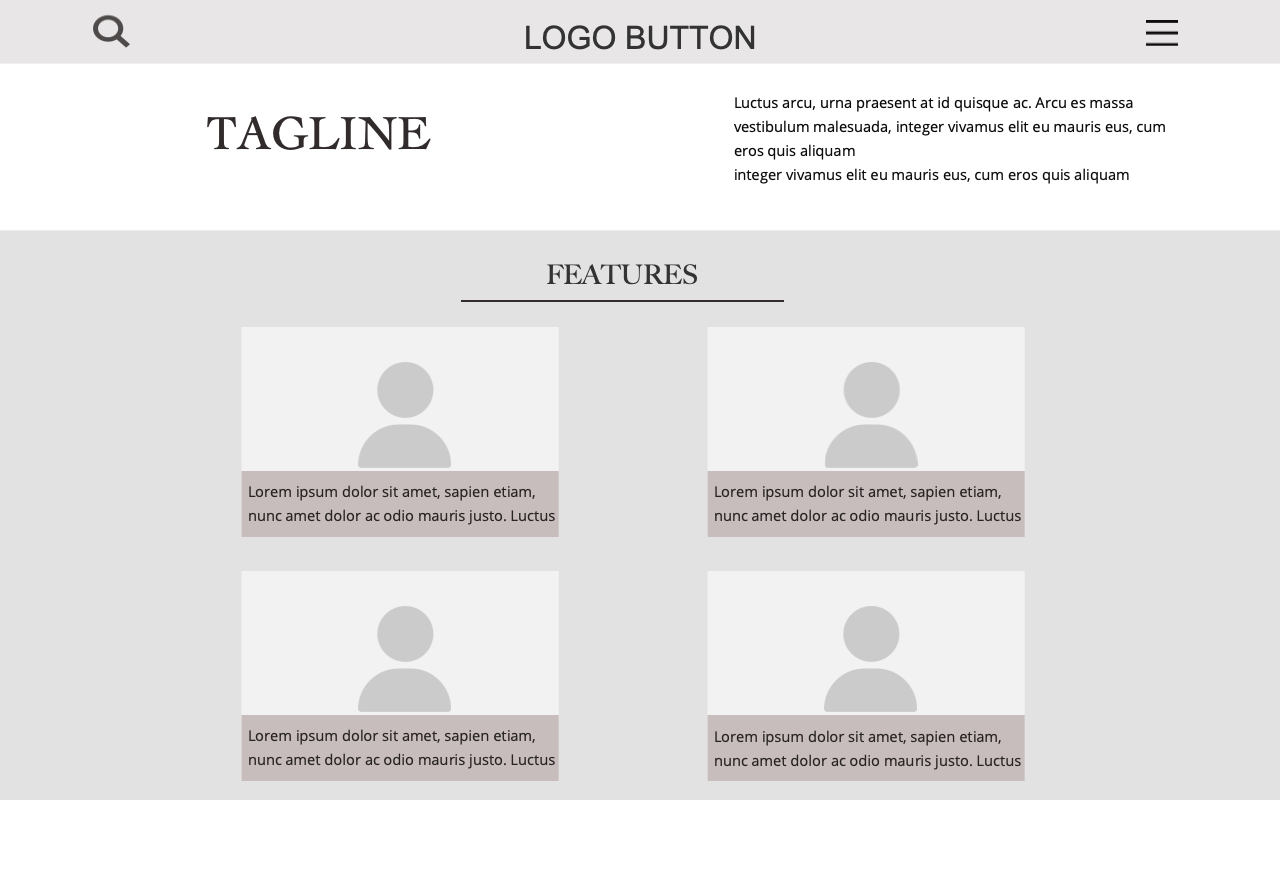 LOGO BUTTON
TAGLINE
Luctus arcu, urna praesent at id quisque ac. Arcu es massa
vestibulum malesuada, integer vivamus elit eu mauris eus, cum
eros quis aliquam
integer vivamus elit eu mauris eus, cum eros quis aliquam
FEATURES
Lorem ipsum dolor sit amet, sapien etiam,
nunc amet dolor ac odio mauris justo. Luctus
Lorem ipsum dolor sit amet, sapien etiam,
nunc amet dolor ac odio mauris justo. Luctus
Lorem ipsum dolor sit amet, sapien etiam,
nunc amet dolor ac odio mauris justo. Luctus
Lorem ipsum dolor sit amet, sapien etiam,
nunc amet dolor ac odio mauris justo. Luctus